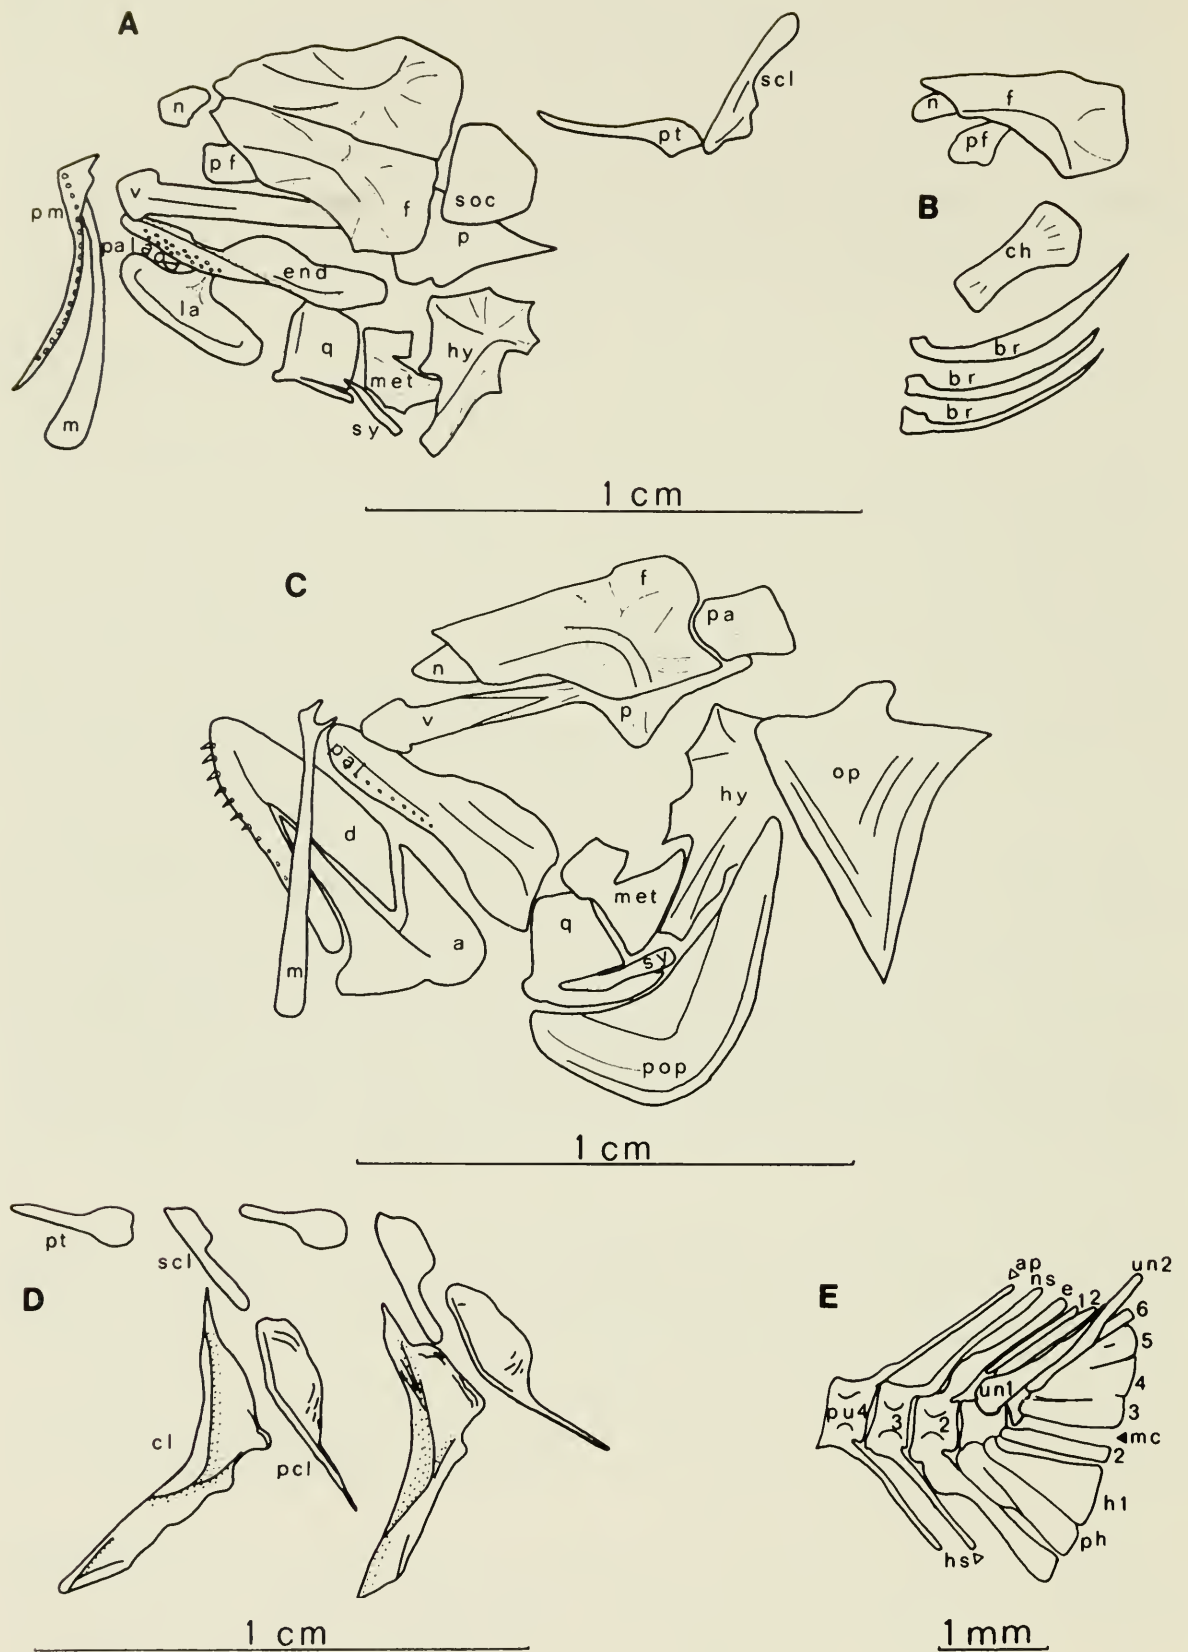 A
n
pf
f
soc
p
v
pm
pal
end
la
q
met
hy
sy
m
scl
pt
B
n
f
pf
ch
br
br
br
1 cm
C
f
pa
n
v
p
pal
op
hy
d
met
q
a
sy
m
pop
1 cm
D
pt
scl
cl
pcl
1 cm
E
ap
ns
e
1 2
un2
6
5
4
3
mc
2
h1
ph
hs
un1
pu4
3
2
1 mm